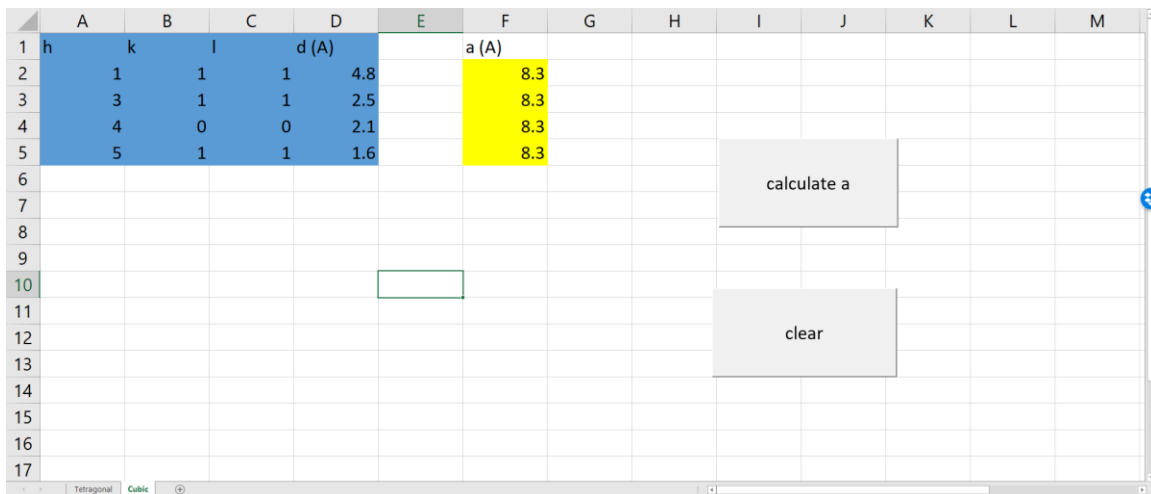 A B C D E F G H I J K L M
1 h k l d (A) a (A)
2 1 1 1 4.8 8.3
3 3 1 1 2.5 8.3
4 4 0 0 2.1 8.3
5 5 1 1 1.6 8.3
6
calculate a
7
8
9
10
11
12
clear
13
14
15
16
17
Tetragonal Cubic